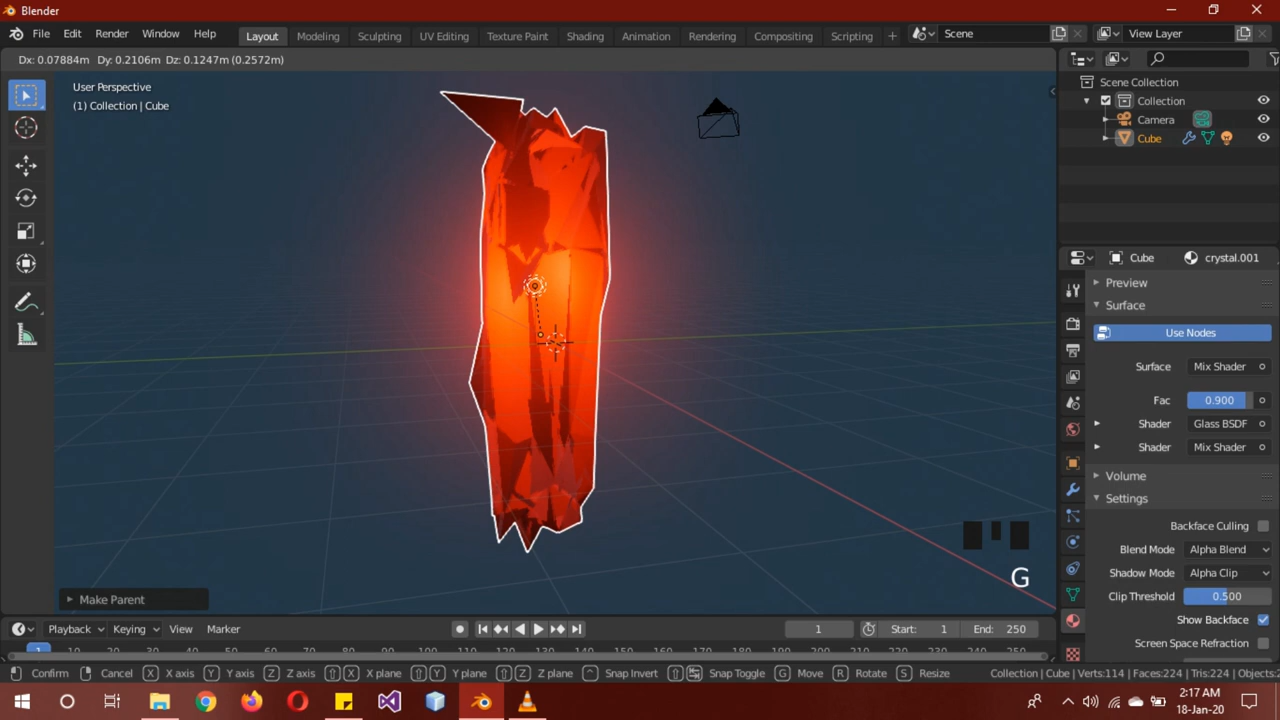 Blender
File Edit Render Window Help Layout Modeling Sculpting UV Editing Texture Paint Shading Animation Rendering Compositing Scripting + Scene View Layer
Dx: 0.07884m Dy: 0.2106m Dz: 0.1247m (0.2572m)
User Perspective
(1) Collection | Cube
Scene Collection
Collection
Camera
Cube
Cube crystal.001
Preview
Surface
Use Nodes
Surface Mix Shader
Fac 0.900
Shader Glass BSDF
Shader Mix Shader
Volume
Settings
Backface Culling
Blend Mode Alpha Blend
Shadow Mode Alpha Clip
Clip Threshold 0.500
Show Backface
Screen Space Refraction
G
Make Parent
Playback Keying View Marker 1 Start: 1 End: 250
Confirm Cancel X X axis Y Y axis Z Z axis X X plane Y Y plane Z Z plane Snap Invert Snap Toggle G Move R Rotate S Resize Collection | Cube | Verts:114 | Faces:224 | Tris:224 | Objects:
2:17 AM
18-Jan-20